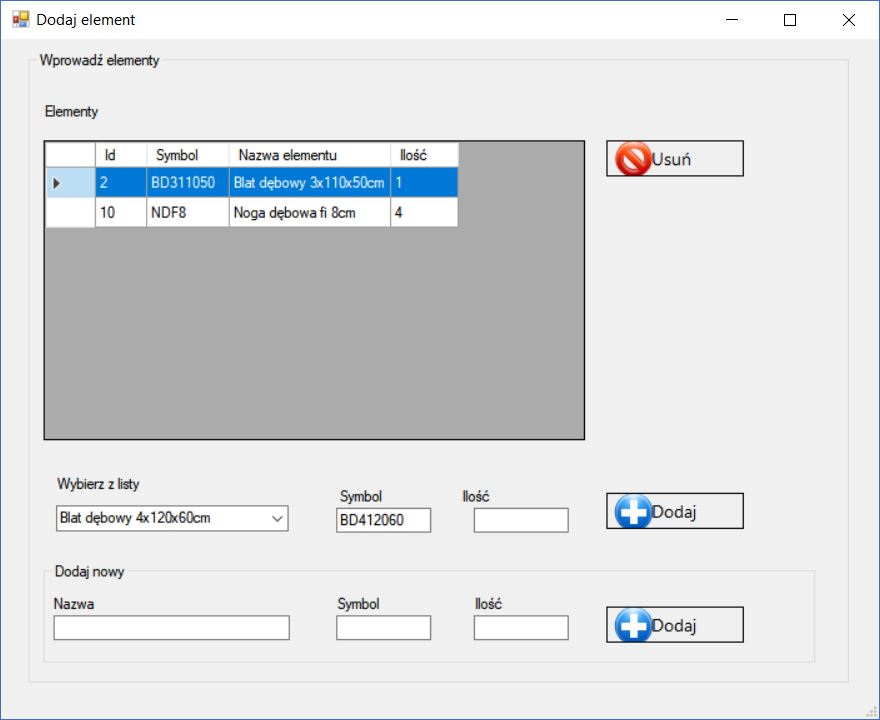 Dodaj element
Wprowadź elementy
Elementy
Id Symbol Nazwa elementu Ilość
2 BD311050 Blat dębowy 3x110x50cm 1
10 NDF8 Noga dębowa fi 8cm 4
Usuń
Wybierz z listy
Symbol Ilość
Blat dębowy 4x120x60cm BD412060 Dodaj
Dodaj nowy
Nazwa Symbol Ilość
Dodaj